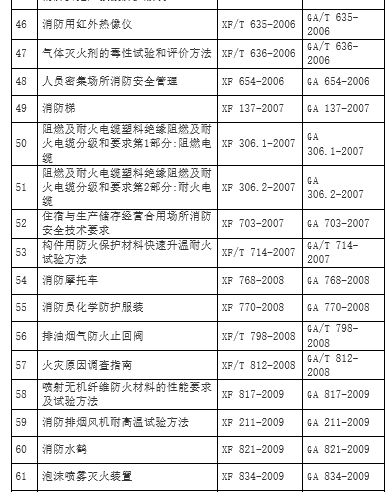 46 消防用红外热像仪 XF/T 635-2006 GA/T 635-
2006
47 气体灭火剂的毒性试验和评价方法 XF/T 636-2006 GA/T 636-
2006
48 人员密集场所消防安全管理 XF 654-2006 GA 654-2006
49 消防梯 XF 137-2007 GA 137-2007
50 阻燃及耐火电缆塑料绝缘阻燃及耐
火电缆分级和要求第1部分:阻燃电
缆 XF 306.1-2007 GA
306.1-2007
51 阻燃及耐火电缆塑料绝缘阻燃及耐
火电缆分级和要求第2部分:耐火电
缆 XF 306.2-2007 GA
306.2-2007
52 住宿与生产储存经营合用场所消防
安全技术要求 XF 703-2007 GA 703-2007
53 构件用防火保护材料快速升温耐火
试验方法 XF/T 714-2007 GA/T 714-
2007
54 消防摩托车 XF 768-2008 GA 768-2008
55 消防员化学防护服装 XF 770-2008 GA 770-2008
56 排油烟气防火止回阀 XF/T 798-2008 GA/T 798-
2008
57 火灾原因调查指南 XF/T 812-2008 GA/T 812-
2008
58 喷射无机纤维防火材料的性能要求
及试验方法 XF 817-2009 GA 817-2009
59 消防排烟风机耐高温试验方法 XF 211-2009 GA 211-2009
60 消防水鹤 XF 821-2009 GA 821-2009
61 泡沫喷雾灭火装置 XF 834-2009 GA 834-2009